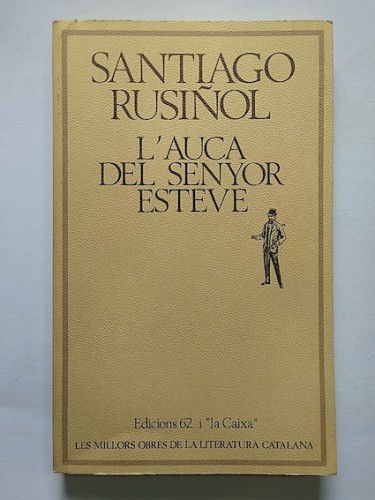 SANTIAGO
RUSIÑOL
L'AUCA
DEL SENYOR
ESTEVE
Edicions 62 i "la Caixa"
LES MILLORS OBRES DE LA LITERATURA CATALANA